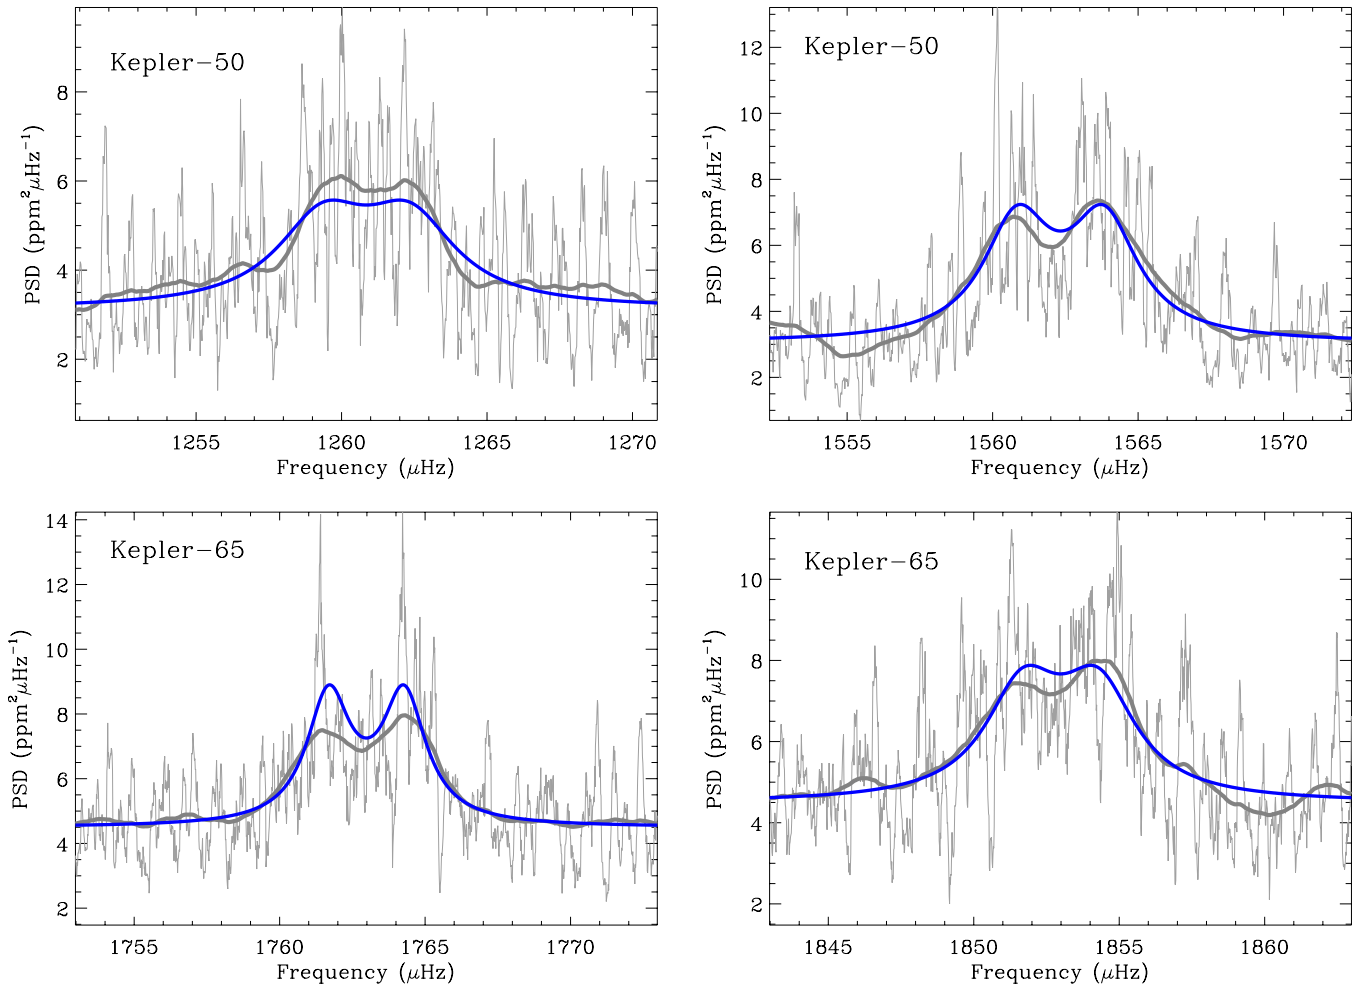 Kepler−50
8
6
4
2
PSD (ppm²μHz⁻¹)
1255 1260 1265 1270
Frequency (μHz)
Kepler−50
12
10
8
6
4
2
PSD (ppm²μHz⁻¹)
1555 1560 1565 1570
Frequency (μHz)
Kepler−65
14
12
10
8
6
4
2
PSD (ppm²μHz⁻¹)
1755 1760 1765 1770
Frequency (μHz)
Kepler−65
10
8
6
4
2
PSD (ppm²μHz⁻¹)
1845 1850 1855 1860
Frequency (μHz)